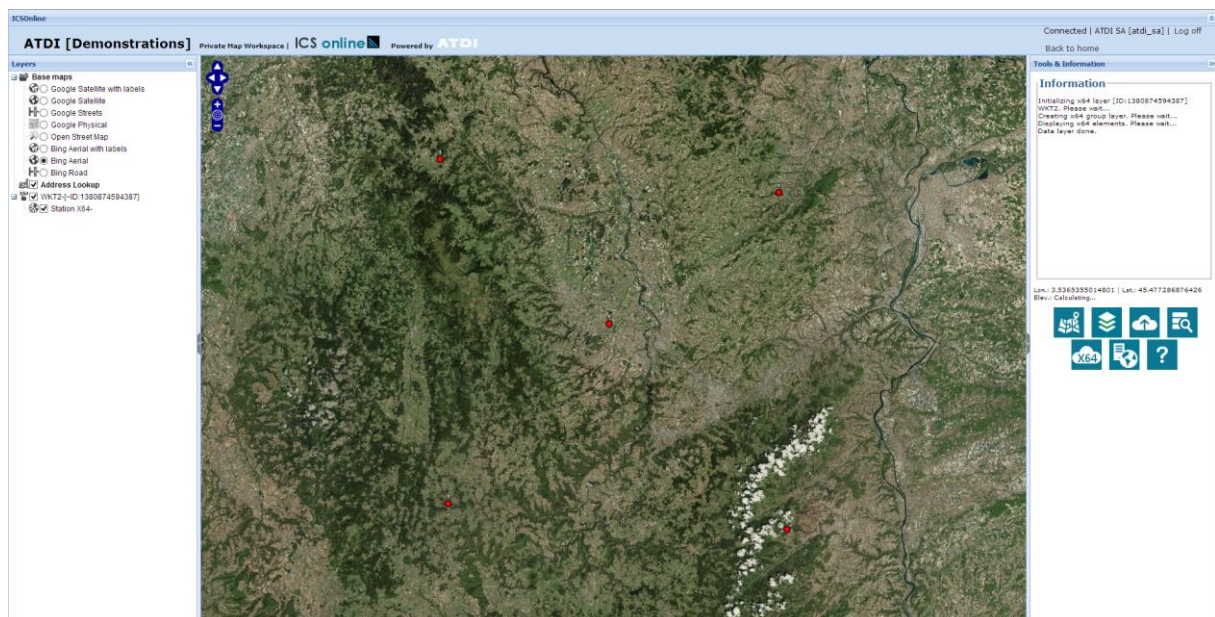 ICSOnline
ATDI [Demonstrations] Private Map Workspace | ICS online Powered by ATDI
Connected | ATDI SA [atdi_sa] | Log off
Back to home
Layers
Base maps
Google Satellite with labels
Google Satellite
Google Streets
Google Physical
Open Street Map
Bing Aerial with labels
Bing Aerial
Bing Road
Address Lookup
WKT2-[~ID:1380874594387]
Station X64-
Tools & Information
Information
Initializing x64 layer [ID:1380874594387]
WKT2. Please wait...
Creating x64 group layer. Please wait...
Displaying x64 elements. Please wait...
Data layer done.
Lon.: 3.5365355014801 | Lat.: 45.477286876426
Elev.: Calculating...
X64
?